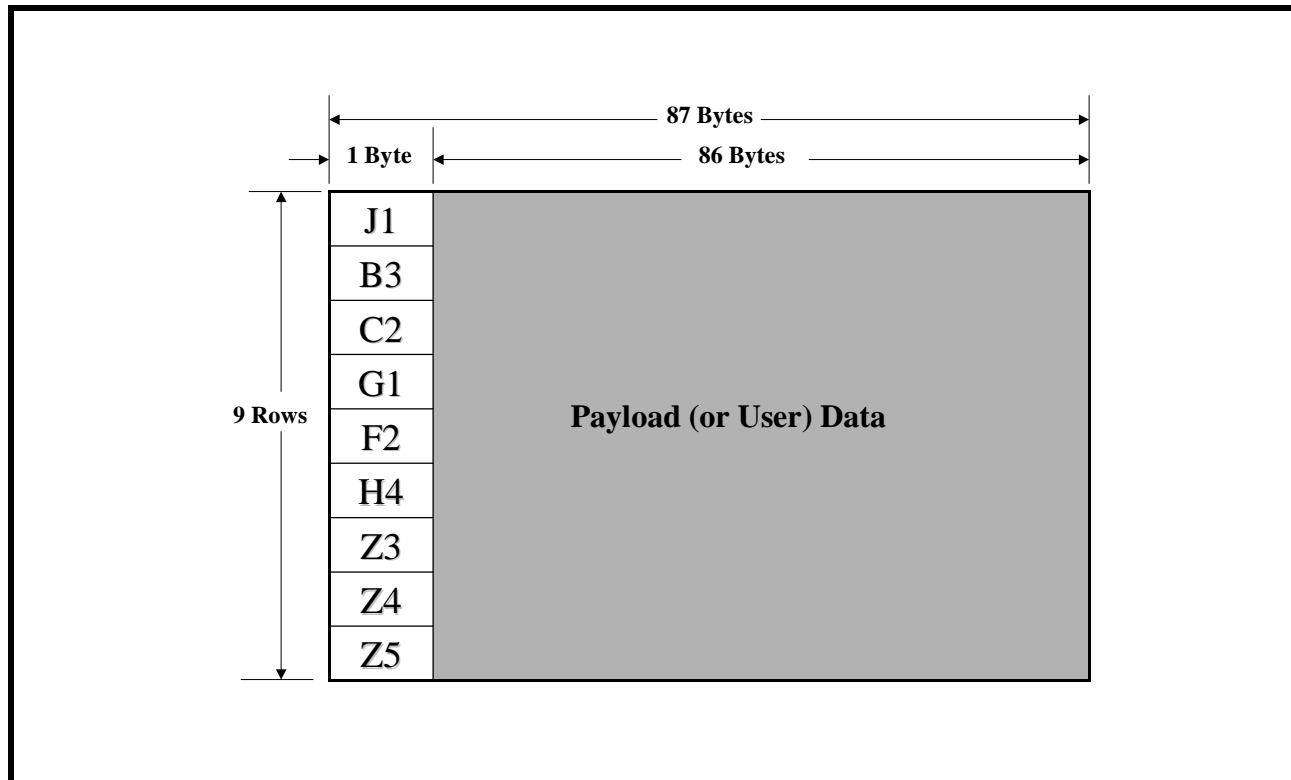 87 Bytes
1 Byte
86 Bytes
J1
B3
C2
G1
9 Rows
Payload (or User) Data
F2
H4
Z3
Z4
Z5